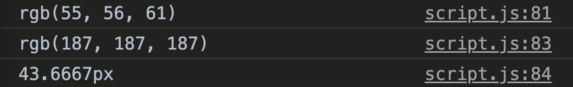 rgb(55, 56, 61) script.js:81
rgb(187, 187, 187) script.js:83
43.6667px script.js:84